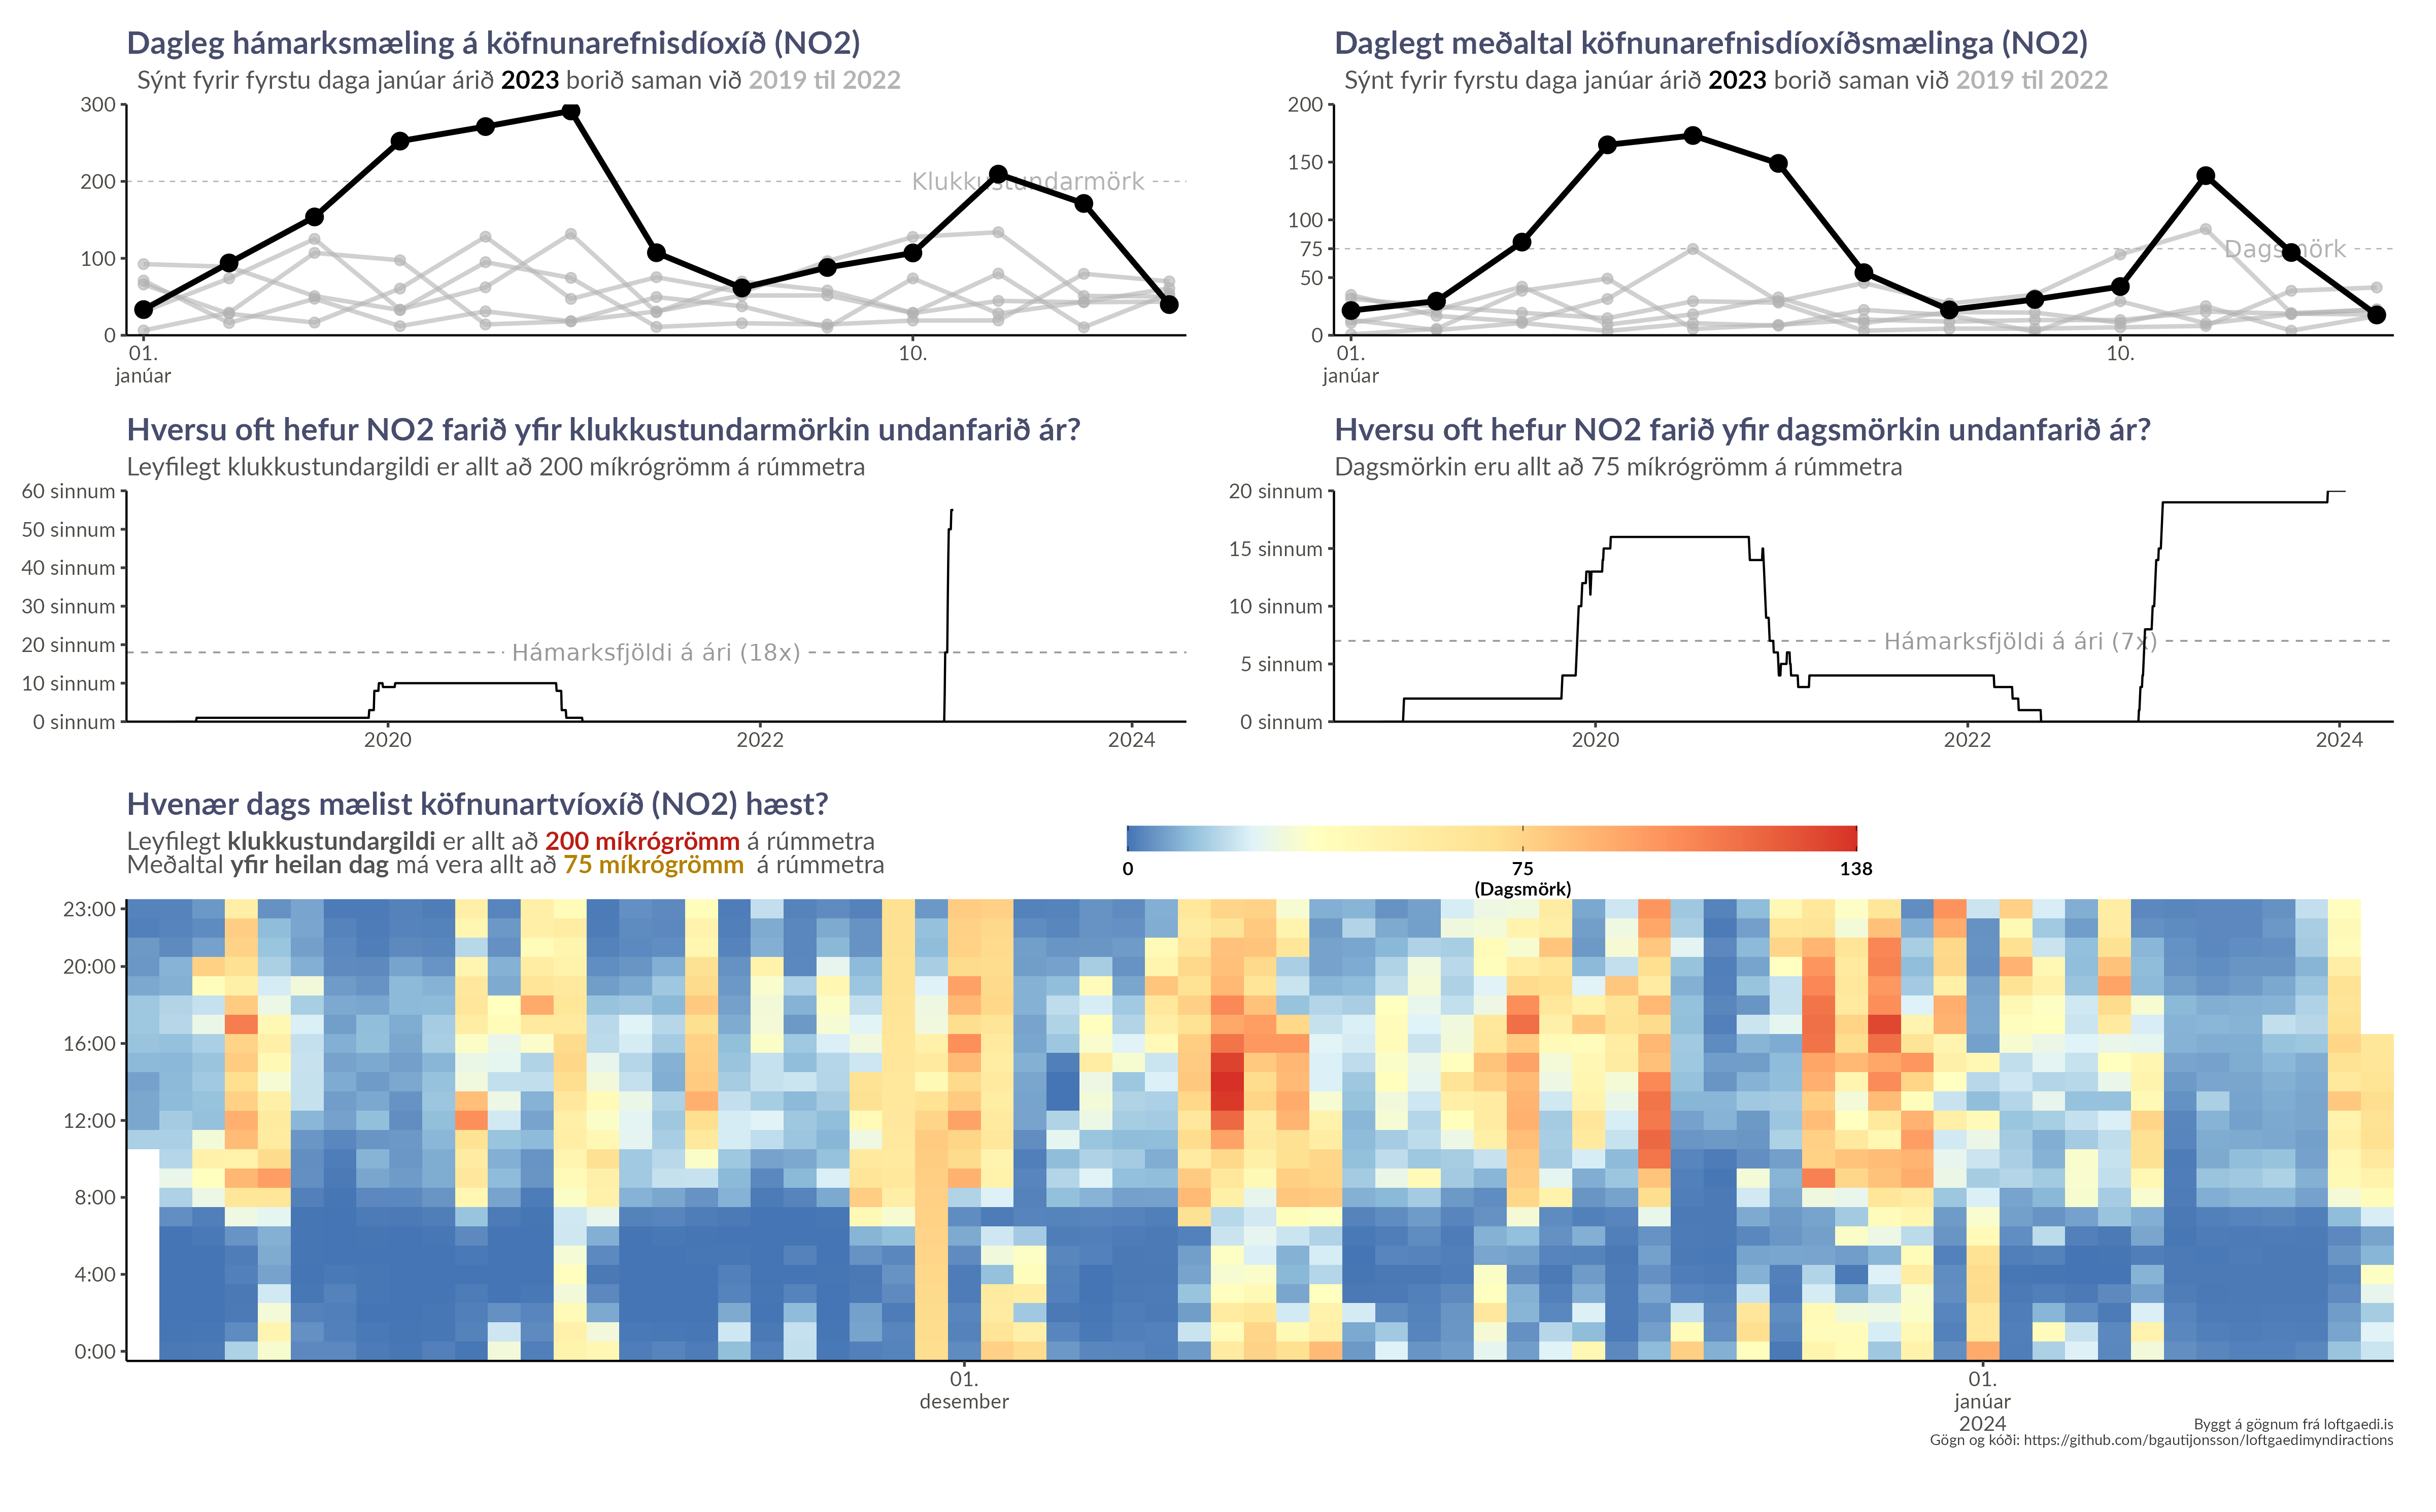 Dagleg hámarksmæling á köfnunarefnisdíoxíð (NO2)
Sýnt fyrir fyrstu daga janúar árið 2023 borið saman við 2019 til 2022
300
200
100
0
Klukkustundarmörk
01.
janúar
10.
Daglegt meðaltal köfnunarefnisdíoxíðsmælinga (NO2)
Sýnt fyrir fyrstu daga janúar árið 2023 borið saman við 2019 til 2022
200
150
100
75
50
0
Dagsmörk
01.
janúar
10.
Hversu oft hefur NO2 farið yfir klukkustundarmörkin undanfarið ár?
Leyfilegt klukkustundargildi er allt að 200 míkrógrömm á rúmmetra
60 sinnum
50 sinnum
40 sinnum
30 sinnum
20 sinnum
10 sinnum
0 sinnum
Hámarksfjöldi á ári (18x)
2020
2022
2024
Hversu oft hefur NO2 farið yfir dagsmörkin undanfarið ár?
Dagsmörkin eru allt að 75 míkrógrömm á rúmmetra
20 sinnum
15 sinnum
10 sinnum
5 sinnum
0 sinnum
Hámarksfjöldi á ári (7x)
2020
2022
2024
Hvenær dags mælist köfnunartvíoxíð (NO2) hæst?
Leyfilegt klukkustundargildi er allt að 200 míkrógrömm á rúmmetra
Meðaltal yfir heilan dag má vera allt að 75 míkrógrömm á rúmmetra
0
75
(Dagsmörk)
138
23:00
20:00
16:00
12:00
8:00
4:00
0:00
01.
desember
01.
janúar
2024
Byggt á gögnum frá loftgaedi.is
Gögn og kóði: https://github.com/bgautijonsson/loftgaedimyndiractions